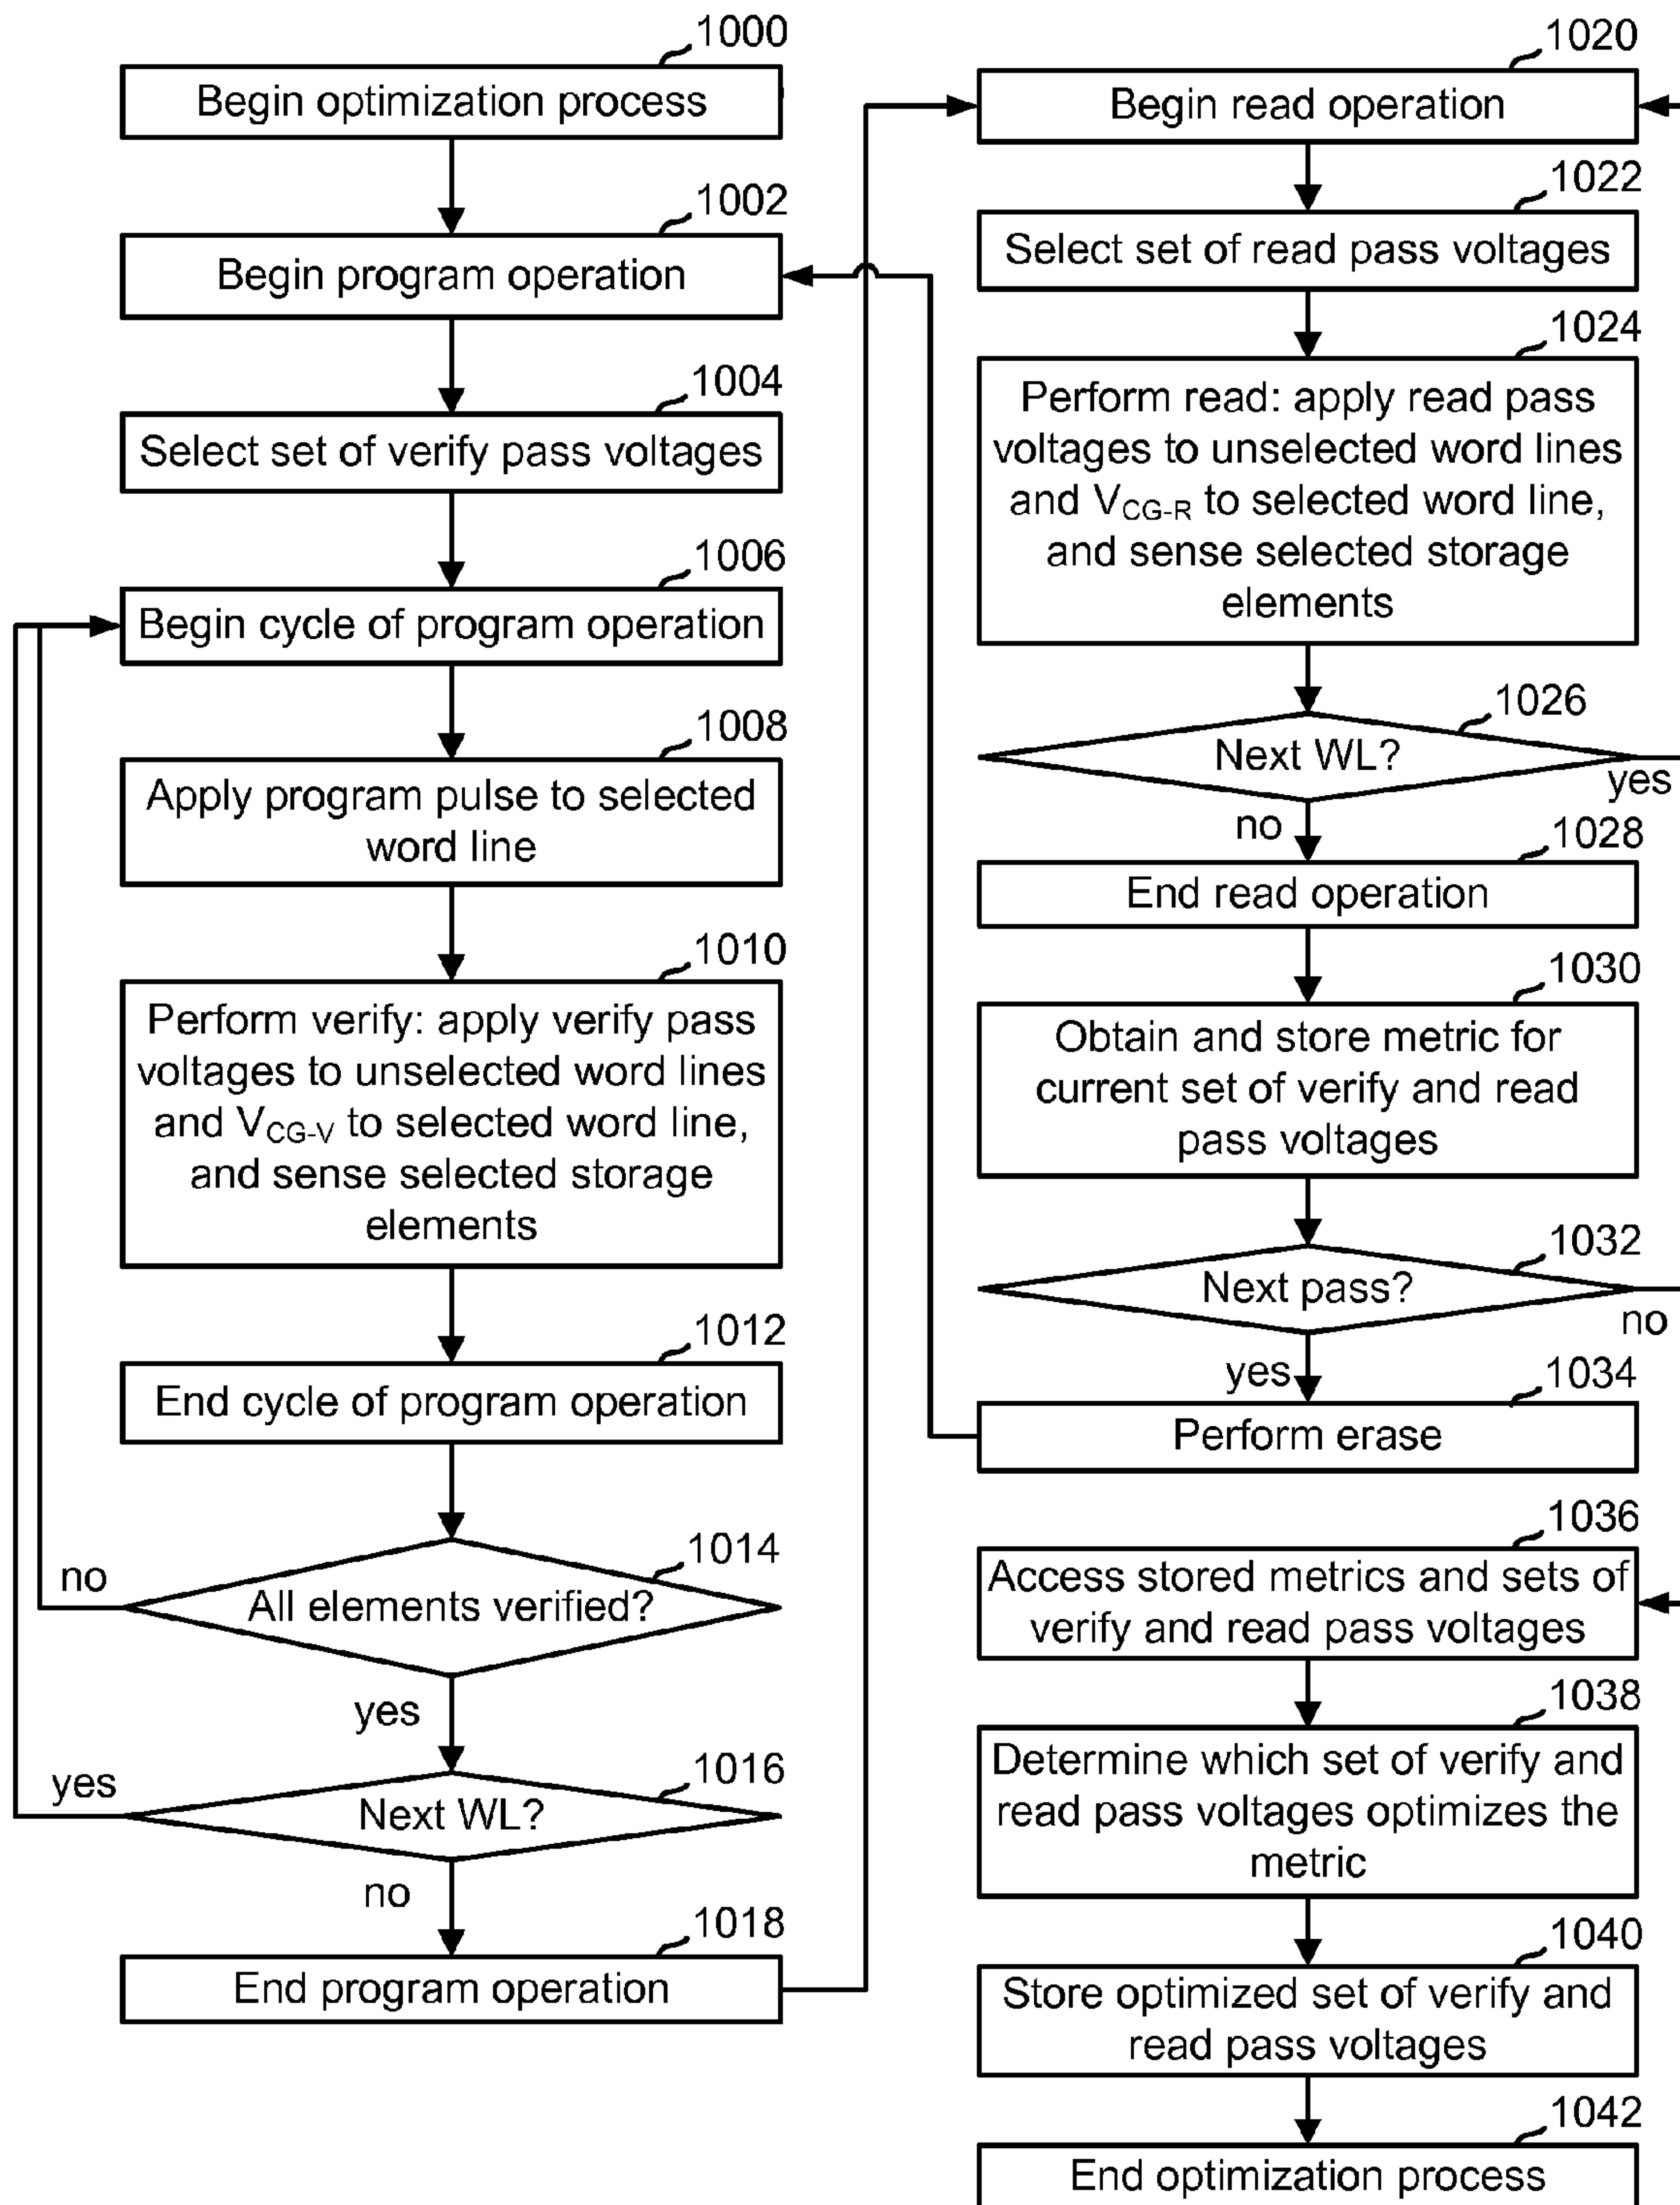 1000
Begin optimization process
1002
Begin program operation
1004
Select set of verify pass voltages
1006
Begin cycle of program operation
1008
Apply program pulse to selected
word line
1010
Perform verify: apply verify pass
voltages to unselected word lines
and VCG-V to selected word line,
and sense selected storage
elements
1012
End cycle of program operation
1014
no
All elements verified?
yes
1016
yes
Next WL?
no
1018
End program operation
1020
Begin read operation
1022
Select set of read pass voltages
1024
Perform read: apply read pass
voltages to unselected word lines
and VCG-R to selected word line,
and sense selected storage
elements
1026
Next WL?
yes
no
1028
End read operation
1030
Obtain and store metric for
current set of verify and read
pass voltages
1032
Next pass?
no
yes
1034
Perform erase
1036
Access stored metrics and sets of
verify and read pass voltages
1038
Determine which set of verify and
read pass voltages optimizes the
metric
1040
Store optimized set of verify and
read pass voltages
1042
End optimization process